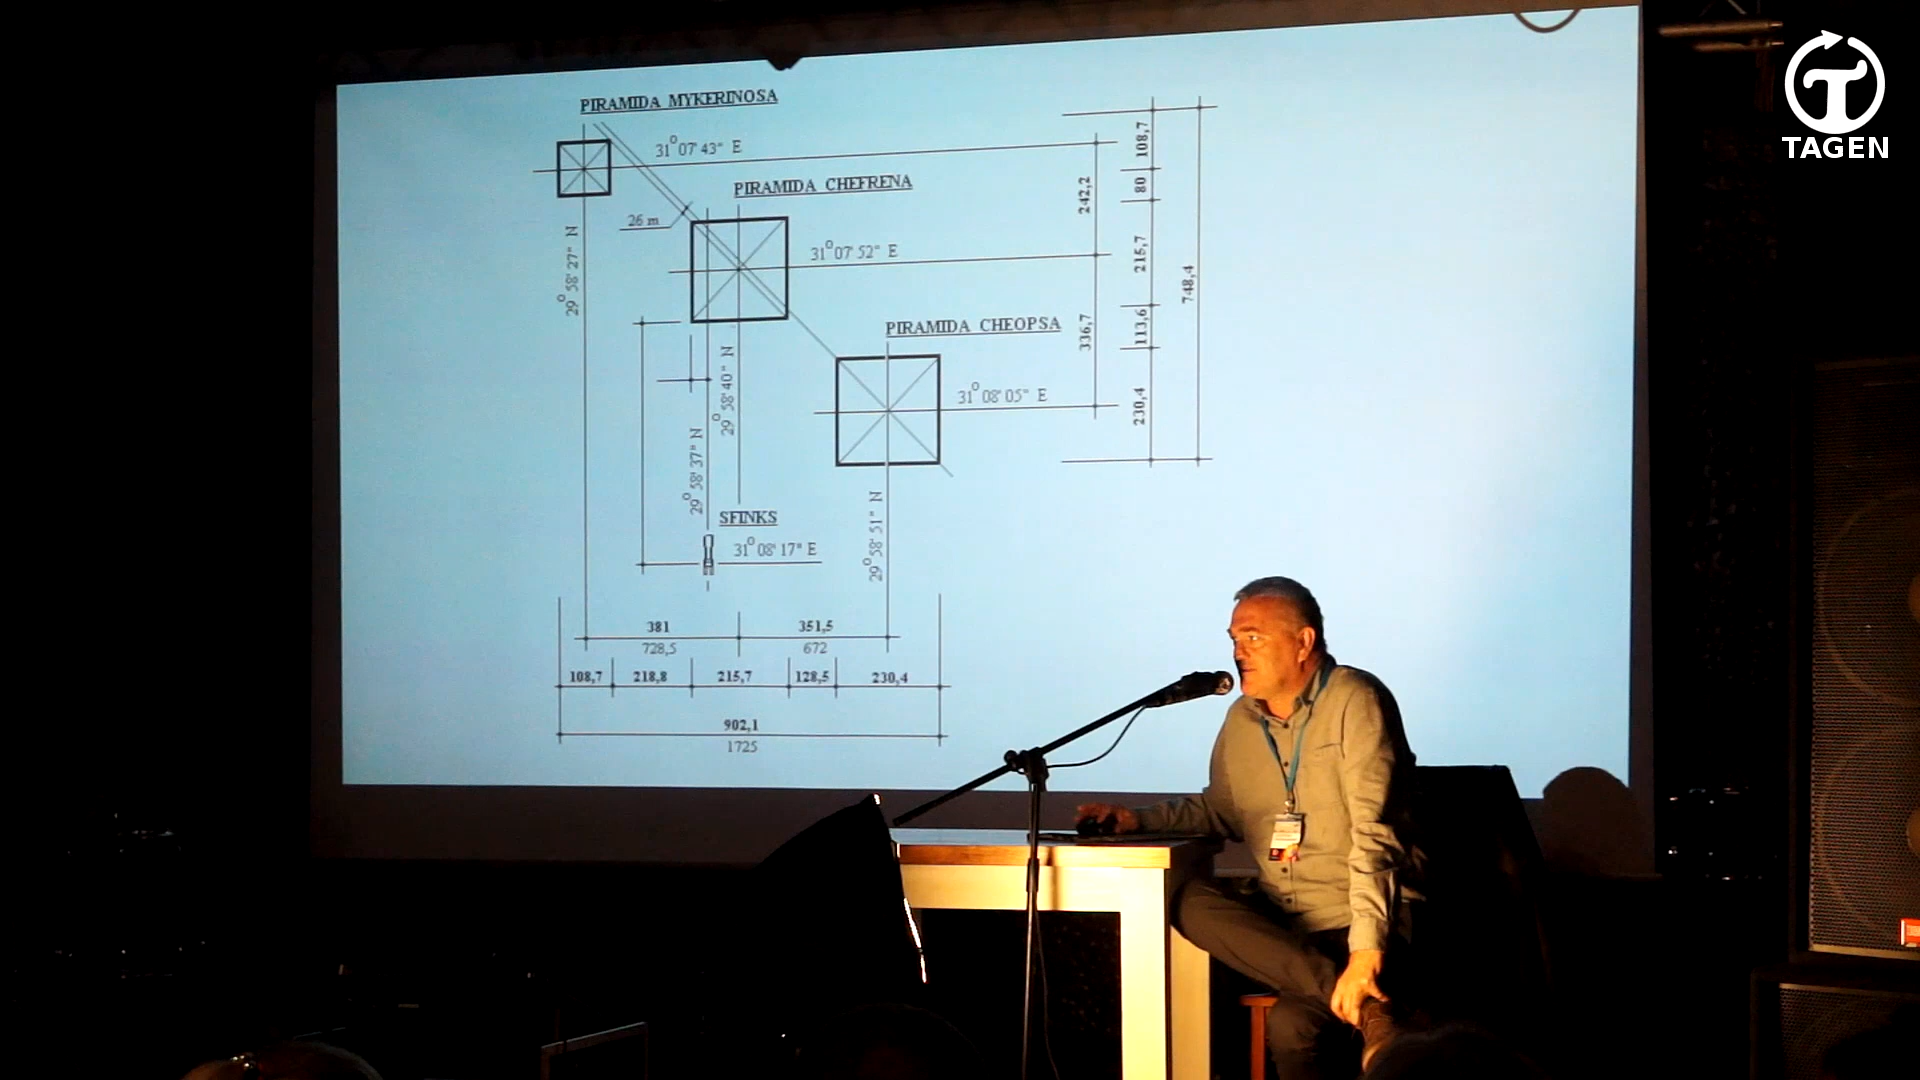 TAGEN
PIRAMIDA MYKERINOSA
31° 07' 43" E
29° 58' 27" N
PIRAMIDA CHEFRENA
26 m
31° 07' 52" E
29° 58' 40" N
PIRAMIDA CHEOPSA
31° 08' 05" E
29° 58' 51" N
29° 58' 37" N
SFINKS
31° 08' 17" E
242,2
336,7
108,7
80
215,7
113,6
230,4
748,4
381
728,5
351,5
672
108,7
218,8
215,7
128,5
230,4
902,1
1725